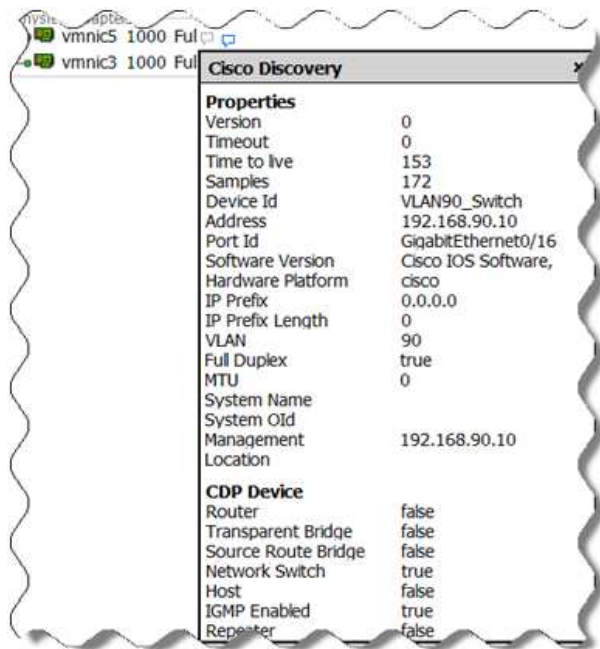 vmnic5 1000 Ful
vmnic3 1000 Ful
Cisco Discovery x
Properties
Version 0
Timeout 0
Time to live 153
Samples 172
Device Id VLAN90_Switch
Address 192.168.90.10
Port Id GigabitEthernet0/16
Software Version Cisco IOS Software,
Hardware Platform cisco
IP Prefix 0.0.0.0
IP Prefix Length 0
VLAN 90
Full Duplex true
MTU 0
System Name
System OId
Management 192.168.90.10
Location
CDP Device
Router false
Transparent Bridge false
Source Route Bridge false
Network Switch true
Host false
IGMP Enabled true
Repeater false